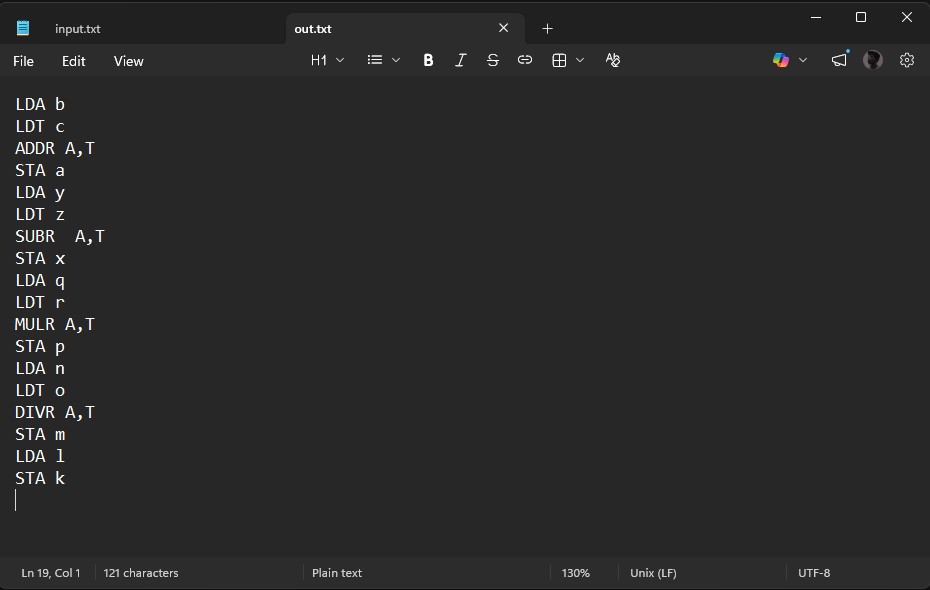 input.txt
out.txt
File Edit View
H1
LDA b
LDT c
ADDR A,T
STA a
LDA y
LDT z
SUBR  A,T
STA x
LDA q
LDT r
MULR A,T
STA p
LDA n
LDT o
DIVR A,T
STA m
LDA l
STA k
Ln 19, Col 1
121 characters
Plain text
130%
Unix (LF)
UTF-8